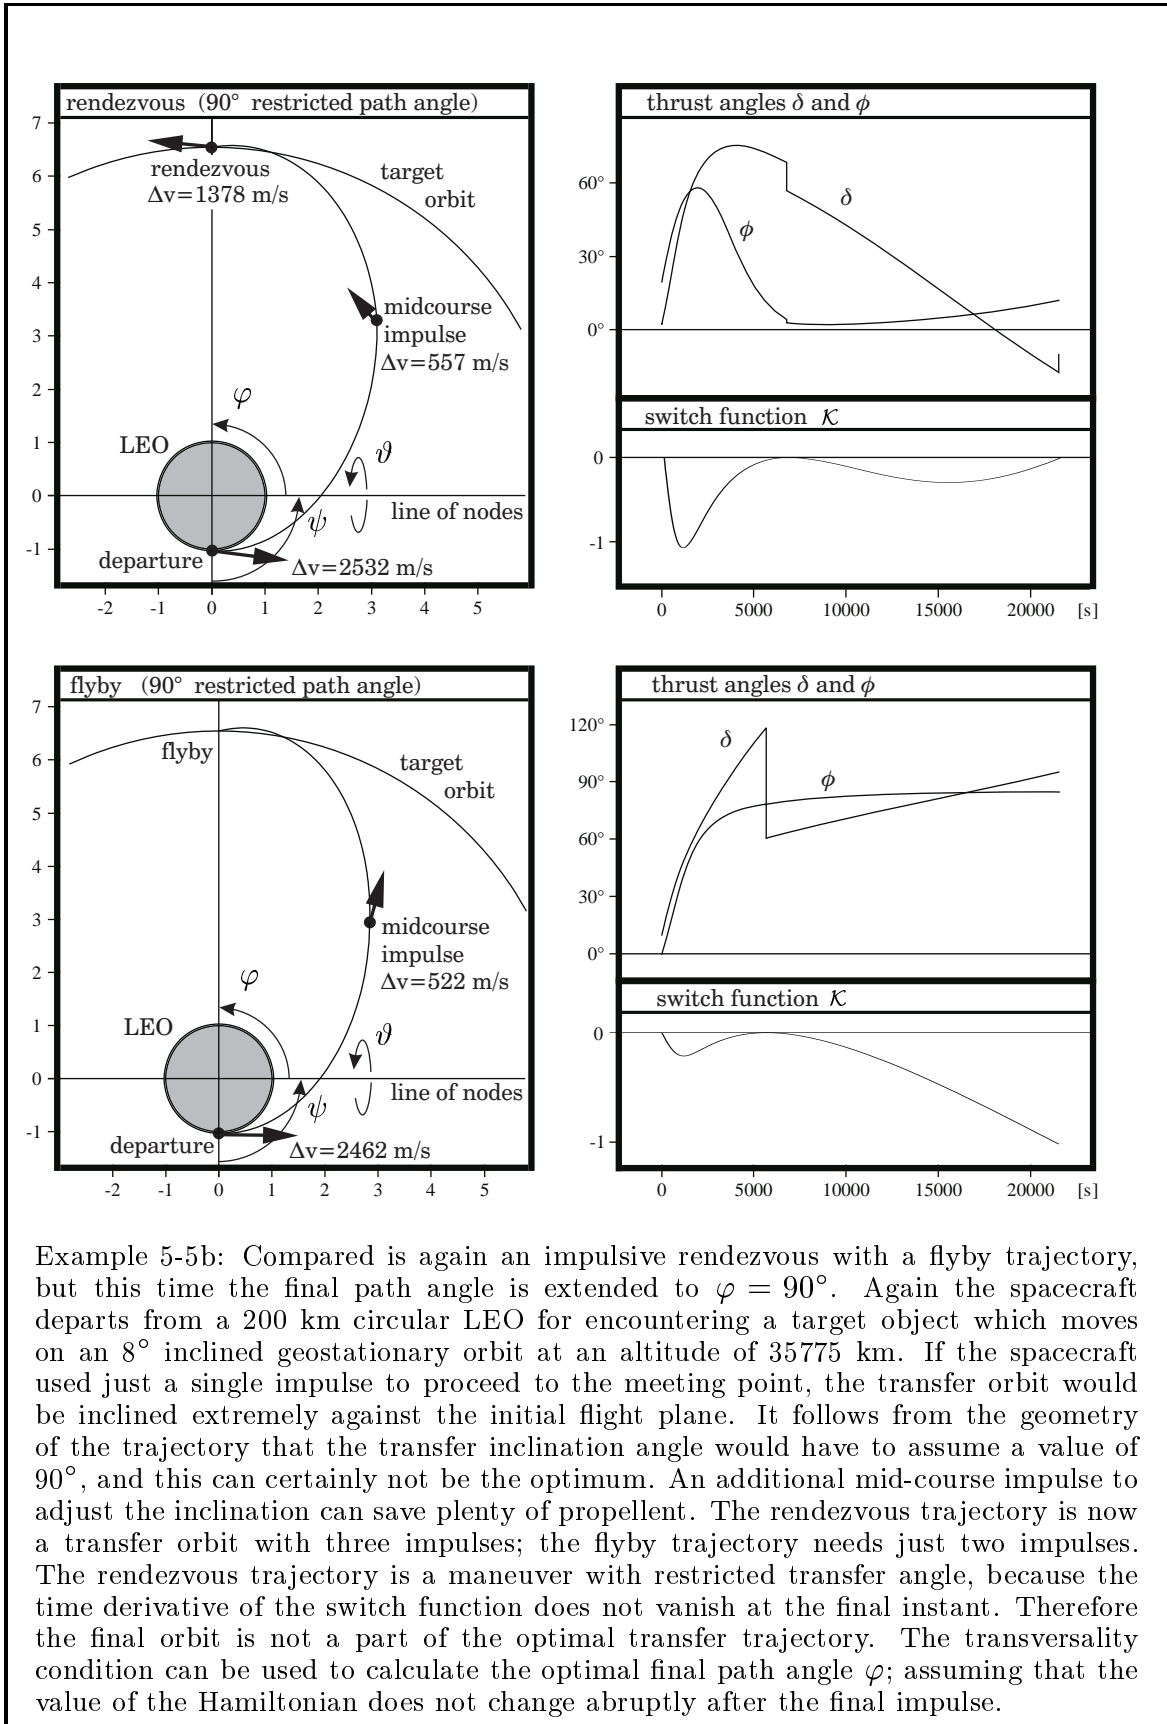 rendezvous (90° restricted path angle)
7
6
5
4
3
2
1
0
-1
rendezvous
Δv=1378 m/s
target
orbit
midcourse
impulse
Δv=557 m/s
φ
LEO
ϑ
ψ
line of nodes
departure
Δv=2532 m/s
-2 -1 0 1 2 3 4 5
thrust angles δ and ϕ
60°
30°
0°
δ
ϕ
switch function K
0
-1
0 5000 10000 15000 20000 [s]
flyby (90° restricted path angle)
7
6
5
4
3
2
1
0
-1
flyby
target
orbit
midcourse
impulse
Δv=522 m/s
φ
LEO
ϑ
ψ
line of nodes
departure
Δv=2462 m/s
-2 -1 0 1 2 3 4 5
thrust angles δ and ϕ
120°
90°
60°
30°
0°
δ
ϕ
switch function K
0
-1
0 5000 10000 15000 20000 [s]
Example 5-5b: Compared is again an impulsive rendezvous with a flyby trajectory,
but this time the final path angle is extended to φ = 90°. Again the spacecraft
departs from a 200 km circular LEO for encountering a target object which moves
on an 8° inclined geostationary orbit at an altitude of 35775 km. If the spacecraft
used just a single impulse to proceed to the meeting point, the transfer orbit would
be inclined extremely against the initial flight plane. It follows from the geometry
of the trajectory that the transfer inclination angle would have to assume a value of
90°, and this can certainly not be the optimum. An additional mid-course impulse to
adjust the inclination can save plenty of propellent. The rendezvous trajectory is now
a transfer orbit with three impulses; the flyby trajectory needs just two impulses.
The rendezvous trajectory is a maneuver with restricted transfer angle, because the
time derivative of the switch function does not vanish at the final instant. Therefore
the final orbit is not a part of the optimal transfer trajectory. The transversality
condition can be used to calculate the optimal final path angle φ; assuming that the
value of the Hamiltonian does not change abruptly after the final impulse.